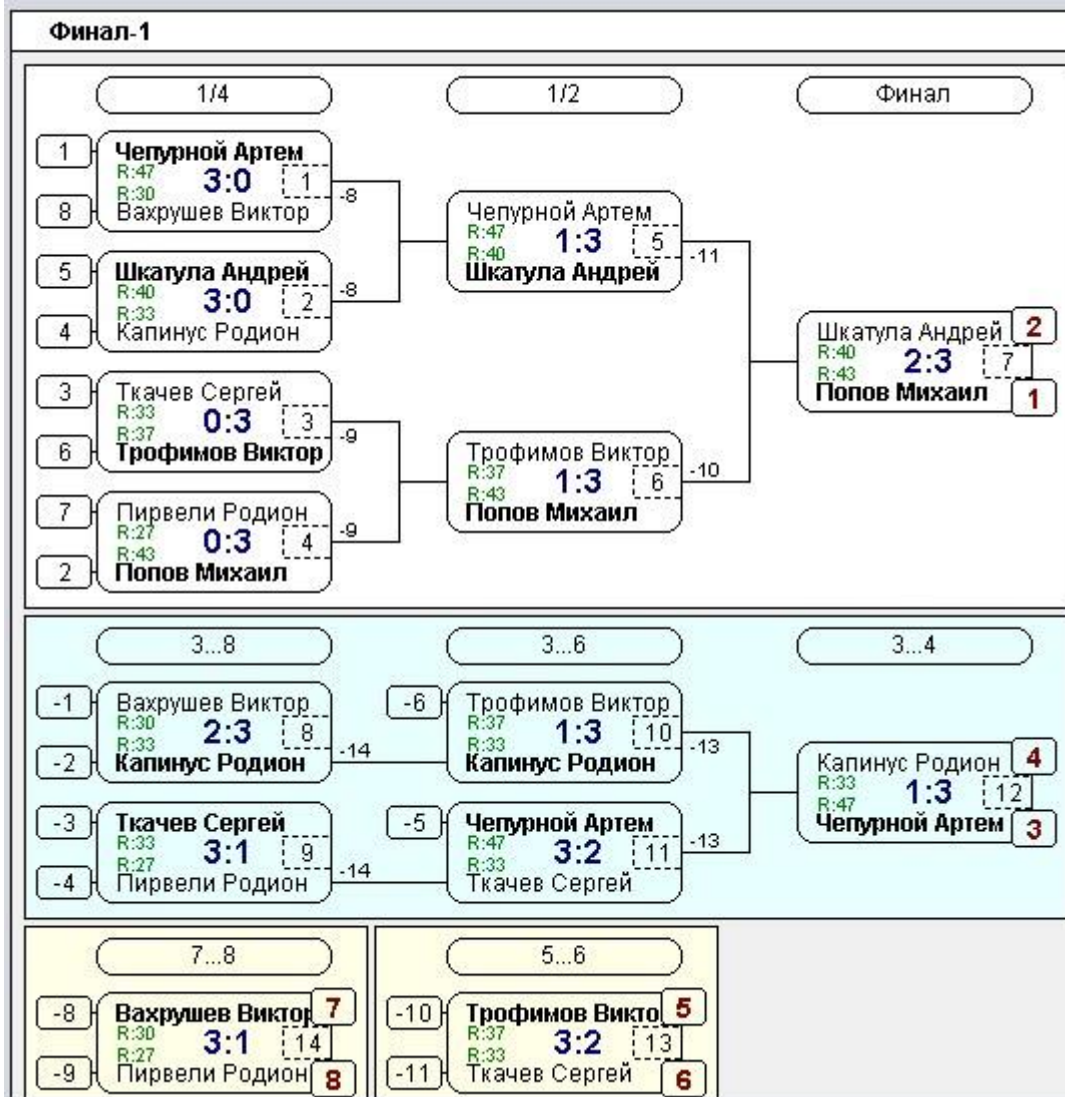 Финал-1
1/4 1/2 Финал
1 Чепурной Артем
R:47 3:0 1
R:30
8 Вахрушев Виктор
-8
5 Шкатула Андрей
R:40 3:0 2
R:33
4 Капинус Родион
-8
3 Ткачев Сергей
R:33 0:3 3
R:37
6 Трофимов Виктор
-9
7 Пирвели Родион
R:27 0:3 4
R:43
2 Попов Михаил
-9
Чепурной Артем
R:47 1:3 5
R:40
Шкатула Андрей
-11
Трофимов Виктор
R:37 1:3 6
R:43
Попов Михаил
-10
Шкатула Андрей 2
R:40 2:3 7
R:43
Попов Михаил 1
3...8 3...6 3...4
-1 Вахрушев Виктор
R:30 2:3 8
R:33
-2 Капинус Родион
-14
-3 Ткачев Сергей
R:33 3:1 9
R:27
-4 Пирвели Родион
-14
-6 Трофимов Виктор
R:37 1:3 10
R:33
Капинус Родион
-13
-5 Чепурной Артем
R:47 3:2 11
R:33
Ткачев Сергей
-13
Капинус Родион 4
R:33 1:3 12
R:47
Чепурной Артем 3
7...8
-8 Вахрушев Виктор 7
R:30 3:1 14
R:27
-9 Пирвели Родион 8
5...6
-10 Трофимов Викто 5
R:37 3:2 13
R:33
-11 Ткачев Сергей 6